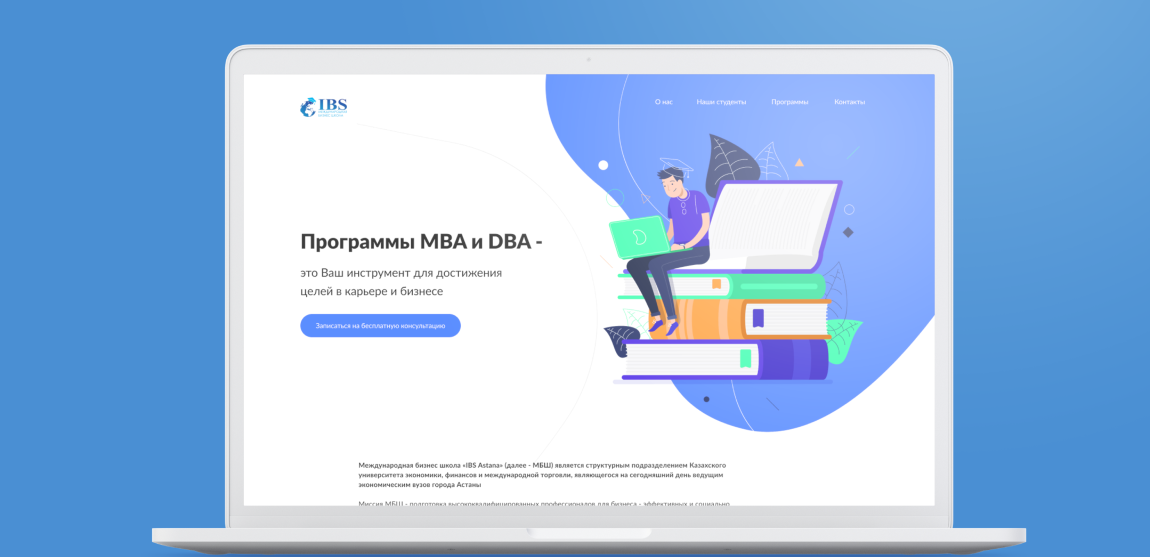 IBS
О нас
Наши студенты
Программы
Контакты
Программы MBA и DBA -
это Ваш инструмент для достижения
целей в карьере и бизнесе
Записаться на бесплатную консультацию
Международная бизнес школа «IBS Astana» (далее - МБШ) является структурным подразделением Казахского
университета экономики, финансов и международной торговли, являющегося на сегодняшний день ведущим
экономическим вузов города Астаны
Миссия МБШ - подготовка высококвалифицированных профессионалов для бизнеса - эффективных и социально